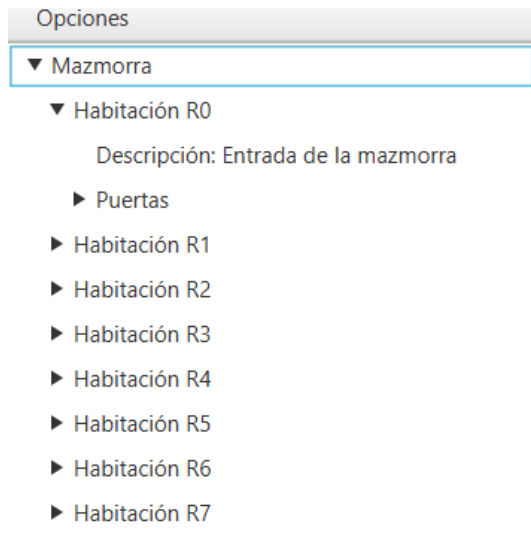 Opciones
Mazmorra
Habitación R0
Descripción: Entrada de la mazmorra
Puertas
Habitación R1
Habitación R2
Habitación R3
Habitación R4
Habitación R5
Habitación R6
Habitación R7